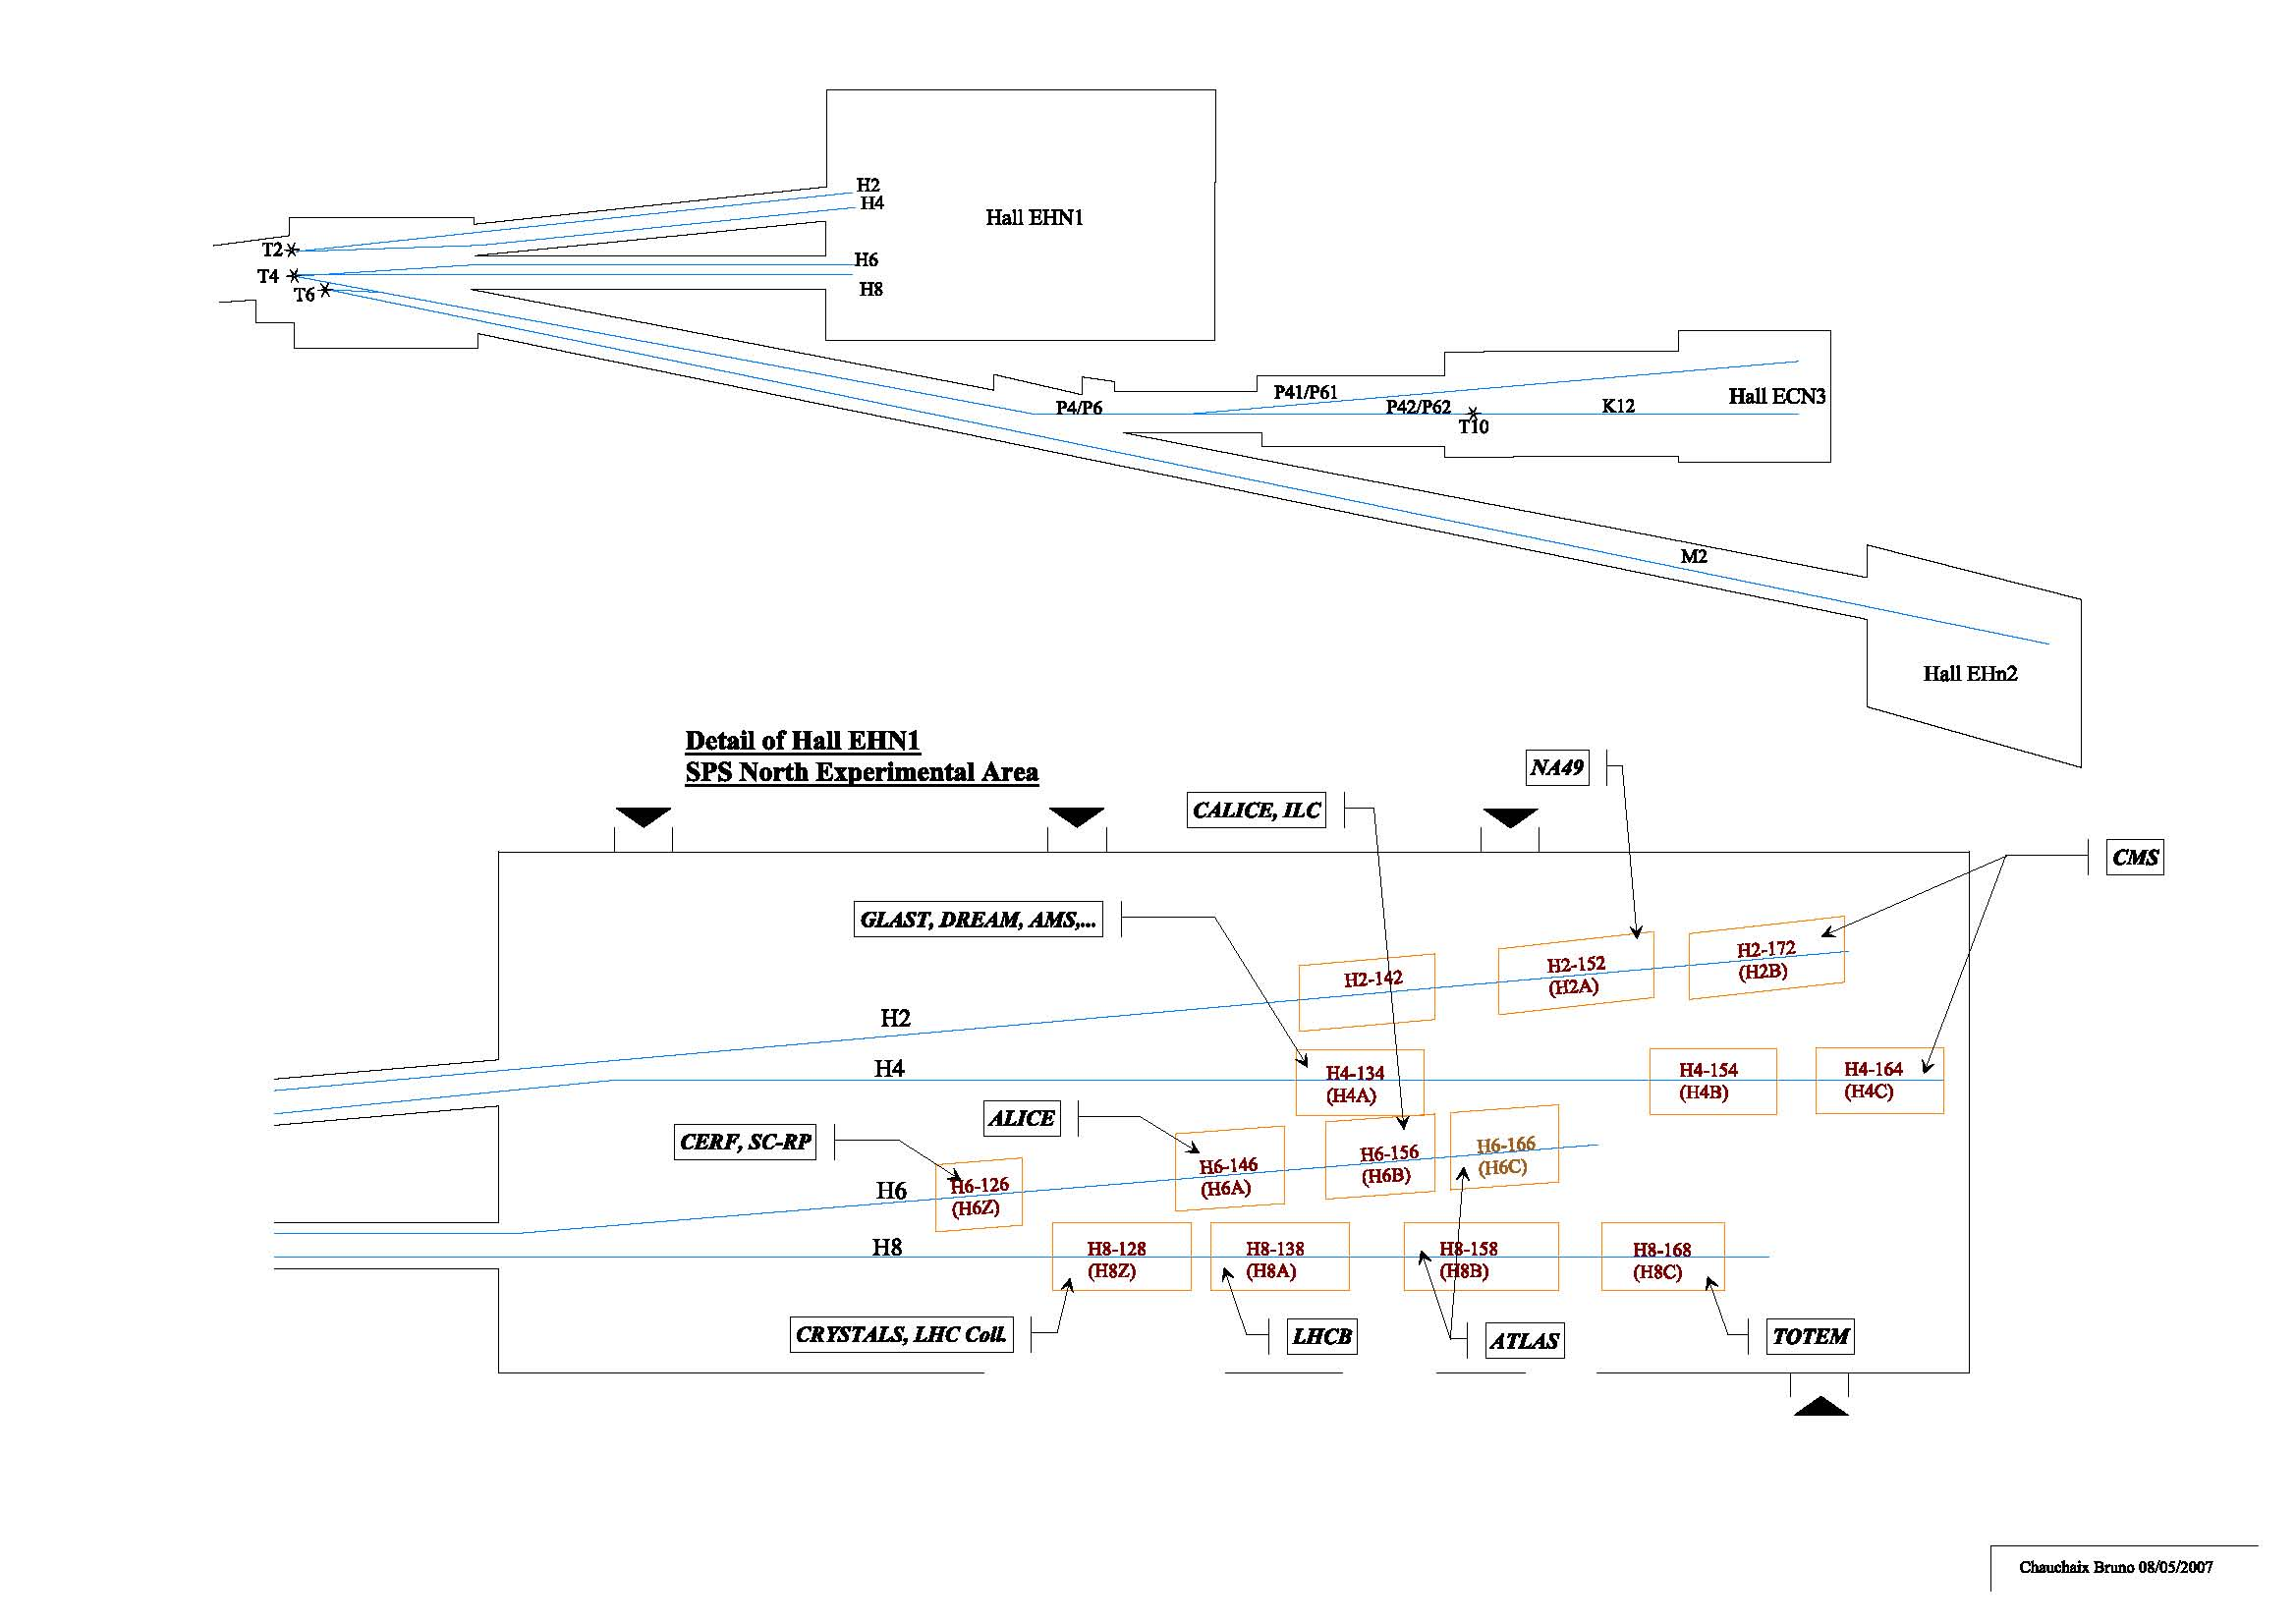 H2
H4
Hall EHN1
T2
H6
T4
T6
H8
P41/P61
Hall ECN3
P4/P6
P42/P62
K12
T10
M2
Hall EHn2
Detail of Hall EHN1
SPS North Experimental Area
NA49
CALICE, ILC
CMS
GLAST, DREAM, AMS,...
H2-142
H2-152
(H2A)
H2-172
(H2B)
H2
H4
H4-134
(H4A)
H4-154
(H4B)
H4-164
(H4C)
ALICE
CERF, SC-RP
H6-126
(H6Z)
H6-146
(H6A)
H6-156
(H6B)
H6-166
(H6C)
H6
H8
H8-128
(H8Z)
H8-138
(H8A)
H8-158
(H8B)
H8-168
(H8C)
CRYSTALS, LHC Coll.
LHCB
ATLAS
TOTEM
Chauchaix Bruno 08/05/2007